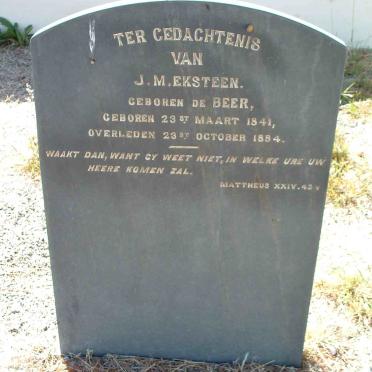 TER GEDACHTENIS
VAN
J. M. EKSTEEN.
GEBOREN DE BEER,
GEBOREN 23ST MAART 1841,
OVERLEDEN 29ST OCTOBER 1884.
WAAKT DAN, WANT GY WEET NIET, IN WELKE URE UW
HEERE KOMEN ZAL.
MATTHEUS XXIV. 42 V